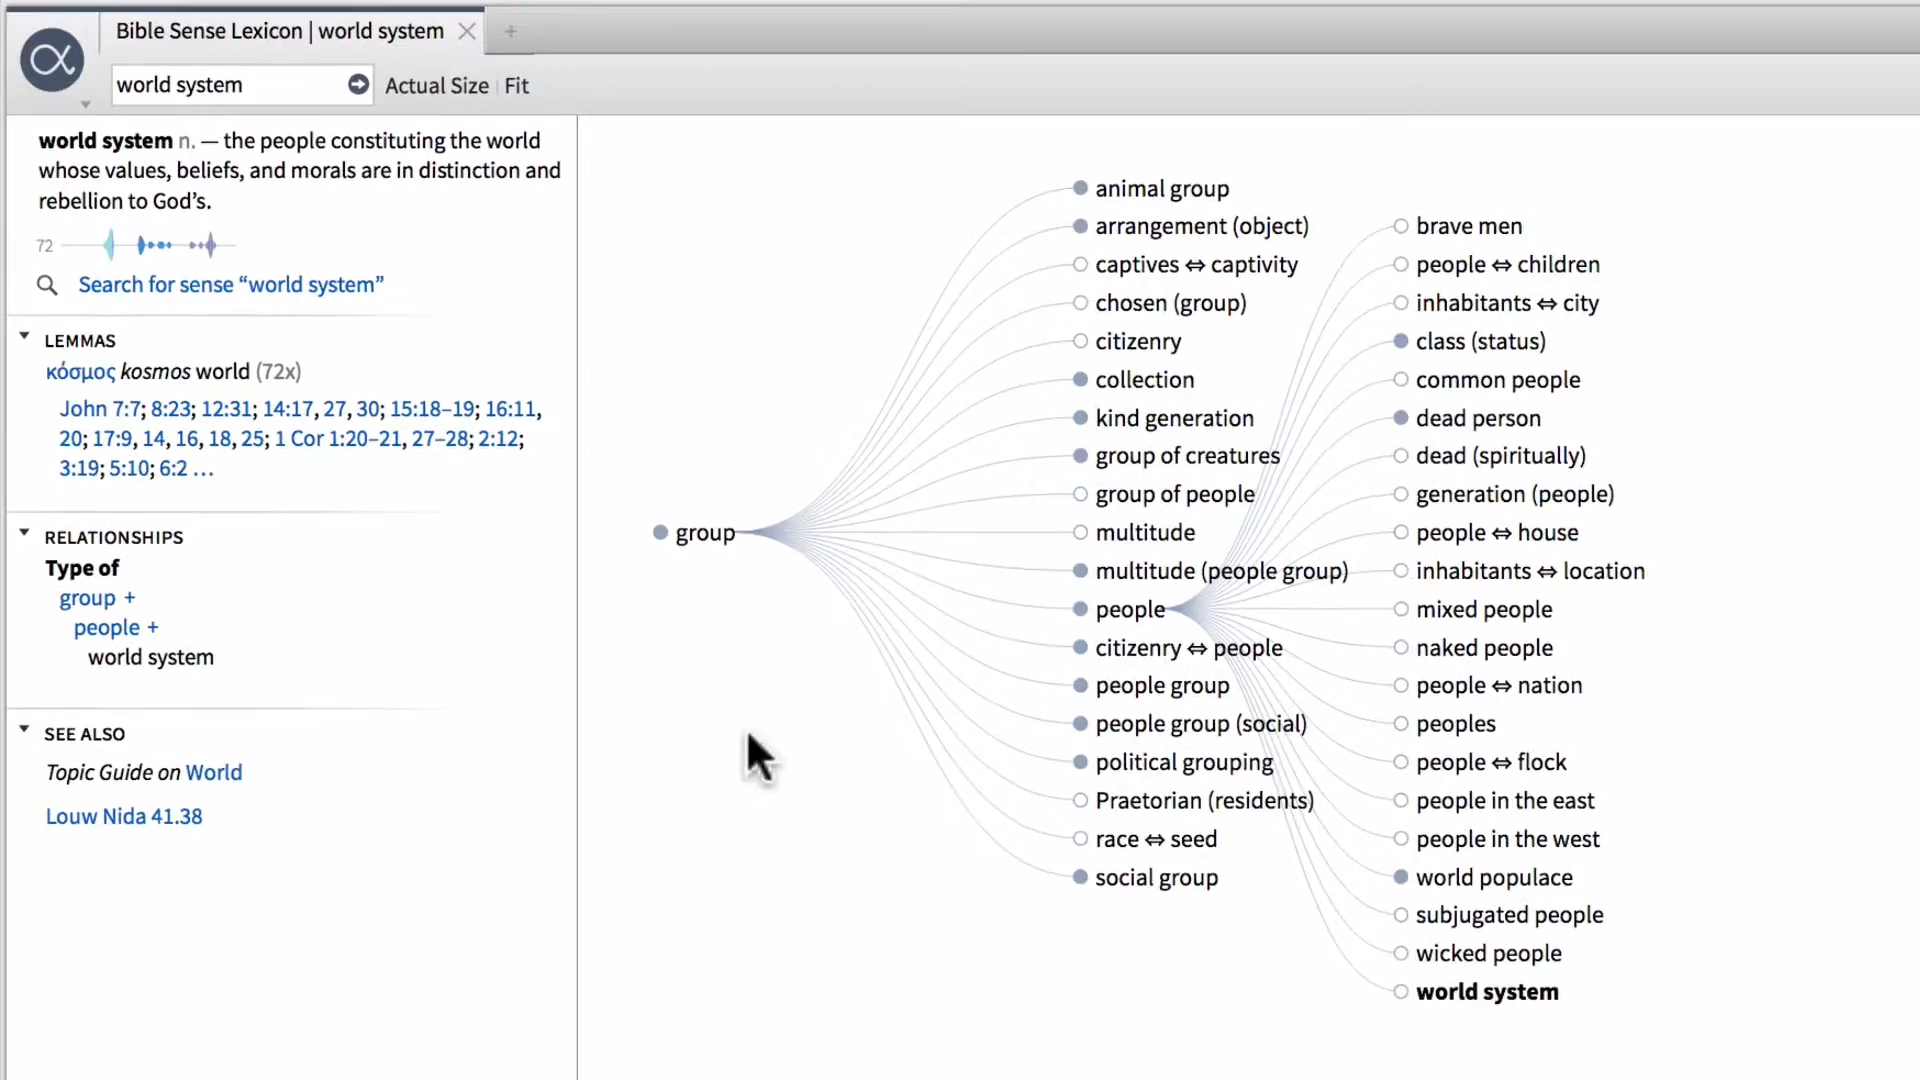 Bible Sense Lexicon | world system
world system
Actual Size | Fit
world system n. — the people constituting the world
whose values, beliefs, and morals are in distinction and
rebellion to God’s.
72
Search for sense “world system”
LEMMAS
κόσμος kosmos world (72x)
John 7:7; 8:23; 12:31; 14:17, 27, 30; 15:18–19; 16:11,
20; 17:9, 14, 16, 18, 25; 1 Cor 1:20–21, 27–28; 2:12;
3:19; 5:10; 6:2 …
RELATIONSHIPS
Type of
group +
people +
world system
SEE ALSO
Topic Guide on World
Louw Nida 41.38
group
animal group
arrangement (object)
captives ⇔ captivity
chosen (group)
citizenry
collection
kind generation
group of creatures
group of people
multitude
multitude (people group)
people
citizenry ⇔ people
people group
people group (social)
political grouping
Praetorian (residents)
race ⇔ seed
social group
brave men
people ⇔ children
inhabitants ⇔ city
class (status)
common people
dead person
dead (spiritually)
generation (people)
people ⇔ house
inhabitants ⇔ location
mixed people
naked people
people ⇔ nation
peoples
people ⇔ flock
people in the east
people in the west
world populace
subjugated people
wicked people
world system